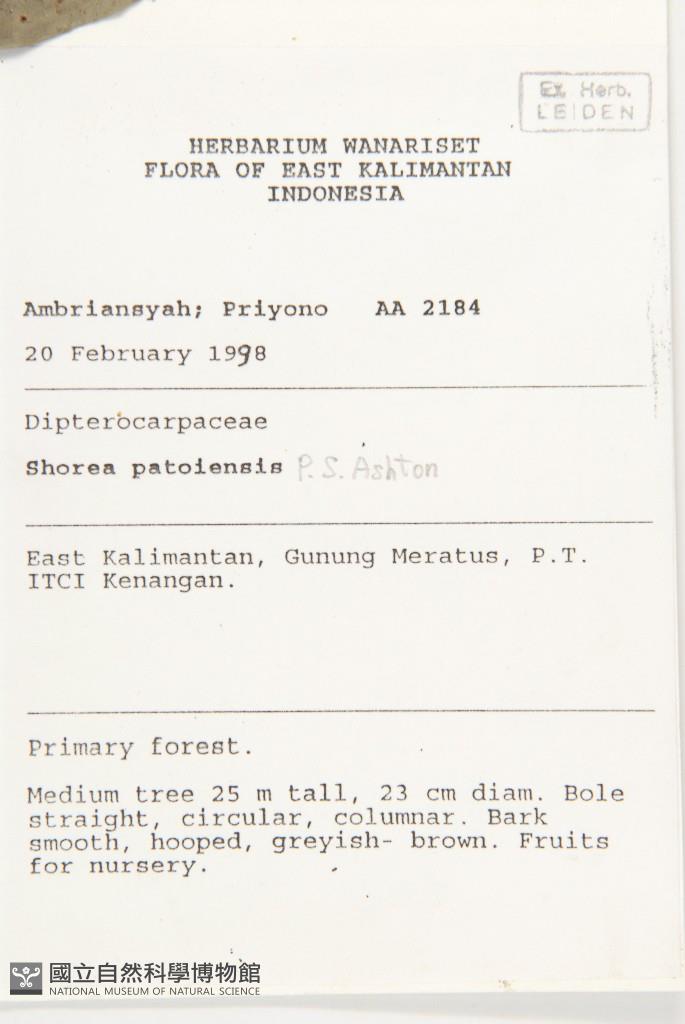 Ex. Herb.
LEIDEN
HERBARIUM WANARISET
FLORA OF EAST KALIMANTAN
INDONESIA
Ambriansyah; Priyono AA 2184
20 February 1998
Dipterocarpaceae
Shorea patoiensis P.S. Ashton
East Kalimantan, Gunung Meratus, P.T.
ITCI Kenangan.
Primary forest.
Medium tree 25 m tall, 23 cm diam. Bole
straight, circular, columnar. Bark
smooth, hooped, greyish- brown. Fruits
for nursery.
國立自然科學博物館
NATIONAL MUSEUM OF NATURAL SCIENCE